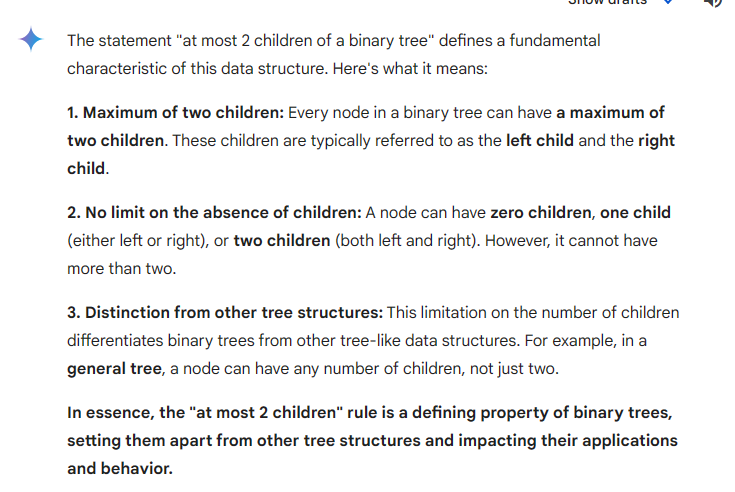 Show drafts
The statement "at most 2 children of a binary tree" defines a fundamental
characteristic of this data structure. Here's what it means:
1. Maximum of two children: Every node in a binary tree can have a maximum of
two children. These children are typically referred to as the left child and the right
child.
2. No limit on the absence of children: A node can have zero children, one child
(either left or right), or two children (both left and right). However, it cannot have
more than two.
3. Distinction from other tree structures: This limitation on the number of children
differentiates binary trees from other tree-like data structures. For example, in a
general tree, a node can have any number of children, not just two.
In essence, the "at most 2 children" rule is a defining property of binary trees,
setting them apart from other tree structures and impacting their applications
and behavior.